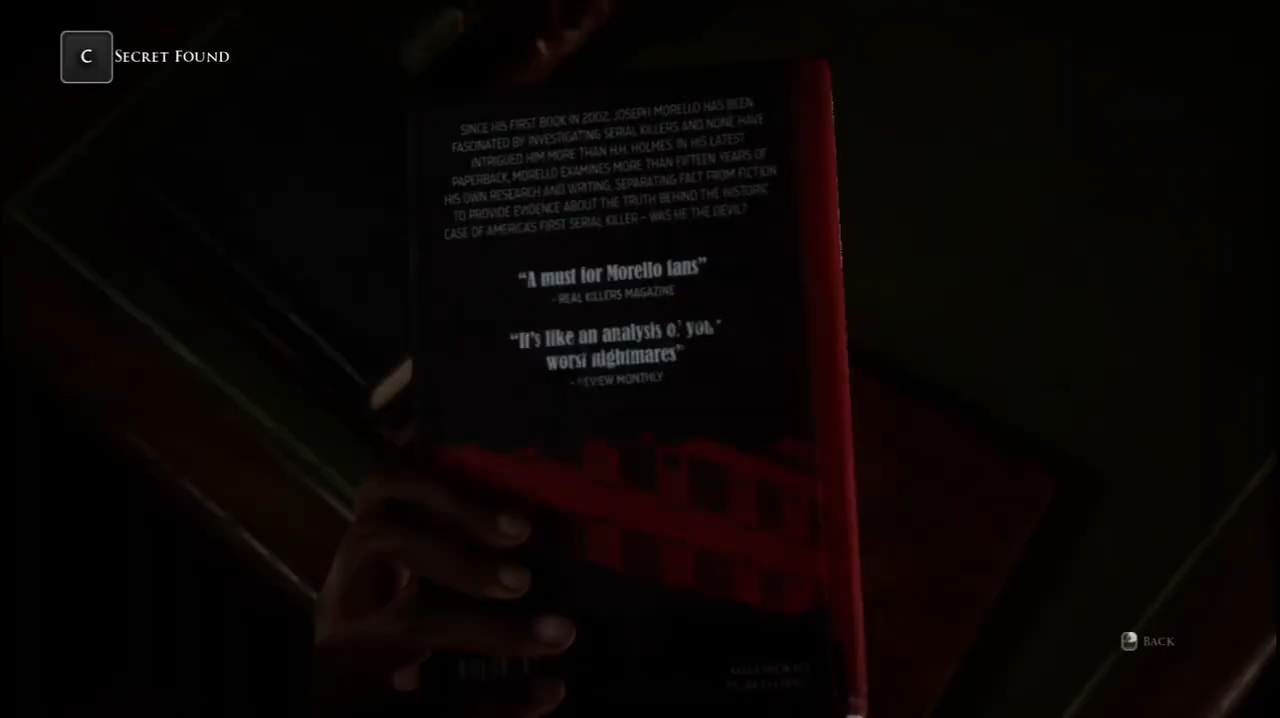 C SECRET FOUND
SINCE HIS FIRST BOOK IN 2002, JOSEPH MORELLO HAS BEEN
FASCINATED BY INVESTIGATING SERIAL KILLERS AND NONE HAVE
INTRIGUED HIM MORE THAN H.H. HOLMES. IN HIS LATEST
PAPERBACK, MORELLO EXAMINES MORE THAN FIFTEEN YEARS OF
HIS OWN RESEARCH AND WRITING, SEPARATING FACT FROM FICTION
TO PROVIDE EVIDENCE ABOUT THE TRUTH BEHIND THE HISTORIC
CASE OF AMERICA'S FIRST SERIAL KILLER – WAS HE THE DEVIL?
"A must for Morello fans"
- REAL KILLERS MAGAZINE
"It's like an analysis of your
worst nightmares"
- REVIEW MONTHLY
BACK